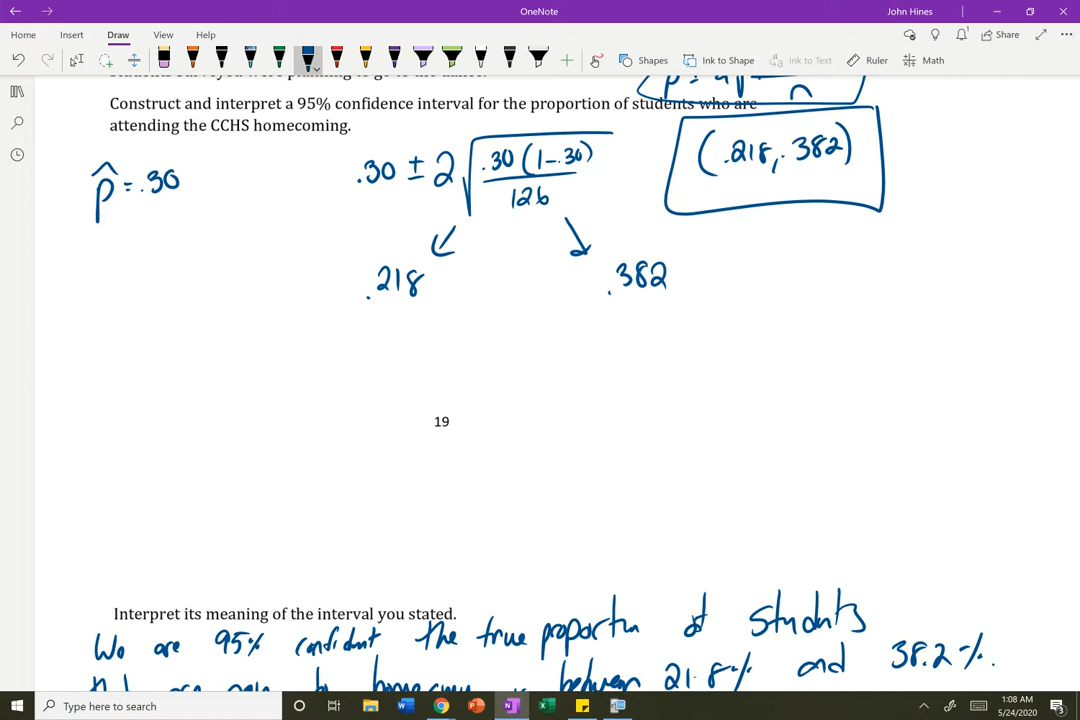 OneNote
John Hines
Home Insert Draw View Help
Share
Shapes Ink to Shape Ink to Text Ruler Math
p ± 2√ n
Construct and interpret a 95% confidence interval for the proportion of students who are
attending the CCHS homecoming.
p̂ = .30
.30 ± 2 √ .30 (1-.30) / 126
(.218, .382)
.218 .382
19
Interpret its meaning of the interval you stated.
We are 95% confident the true proportion of students
between 21.8% and 38.2%.
Type here to search
1:08 AM
5/24/2020
3